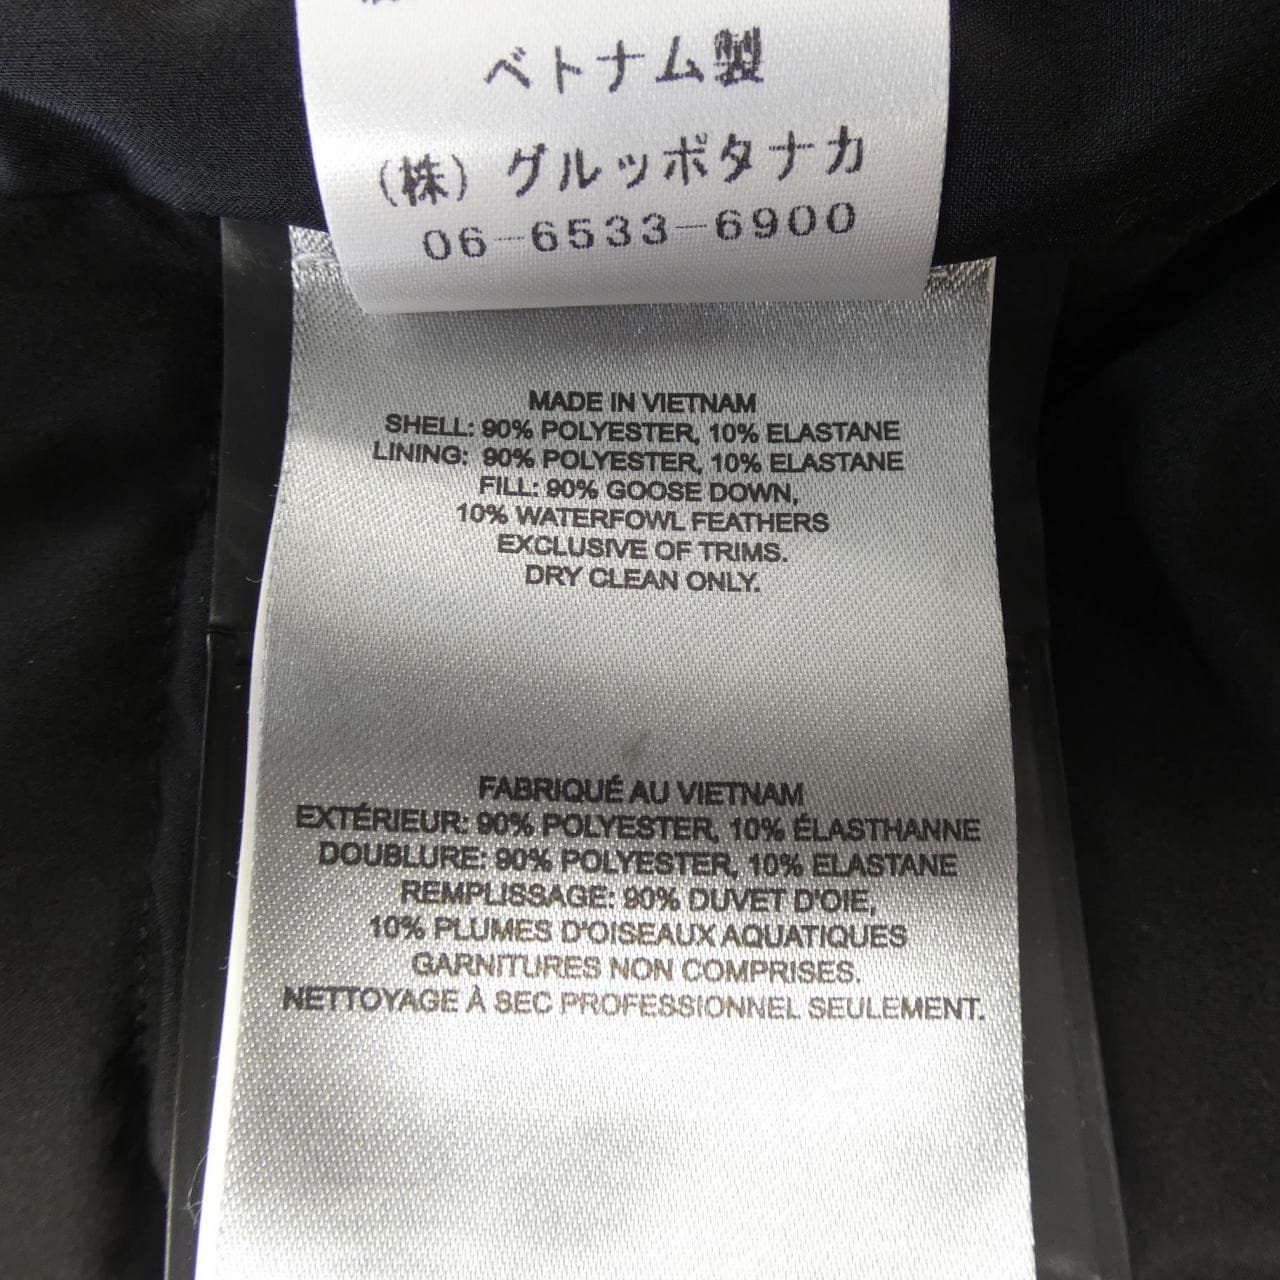 ベトナム製
(株) グルッポタナカ
06-6533-6900
MADE IN VIETNAM
SHELL: 90% POLYESTER, 10% ELASTANE
LINING: 90% POLYESTER, 10% ELASTANE
FILL: 90% GOOSE DOWN,
10% WATERFOWL FEATHERS
EXCLUSIVE OF TRIMS.
DRY CLEAN ONLY.
FABRIQUÉ AU VIETNAM
EXTÉRIEUR: 90% POLYESTER, 10% ÉLASTHANNE
DOUBLURE: 90% POLYESTER, 10% ELASTANE
REMPLISSAGE: 90% DUVET D'OIE,
10% PLUMES D'OISEAUX AQUATIQUES
GARNITURES NON COMPRISES.
NETTOYAGE À SEC PROFESSIONNEL SEULEMENT.